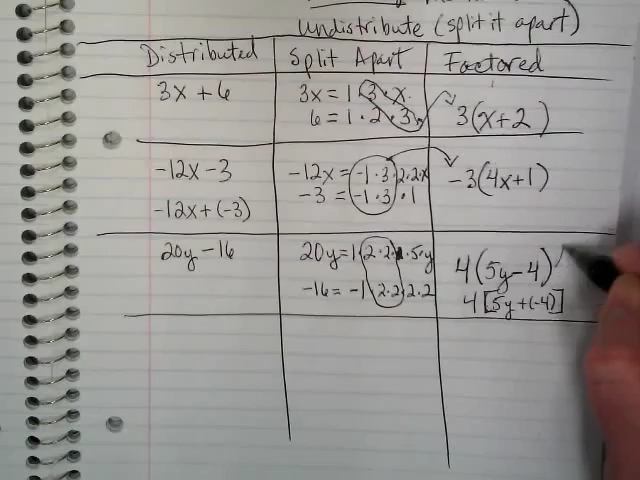 Undistribute (split it apart)
Distributed Split Apart Factored
3x + 6 3x = 1·3·x 3(x+2)
6 = 1·2·3
-12x - 3 -12x = -1·3·2·2·x -3(4x+1)
-12x + (-3) -3 = -1·3·1
20y - 16 20y = 1·2·2·5·y 4(5y-4)
-16 = -1·2·2·2·2 4[5y+(-4)]